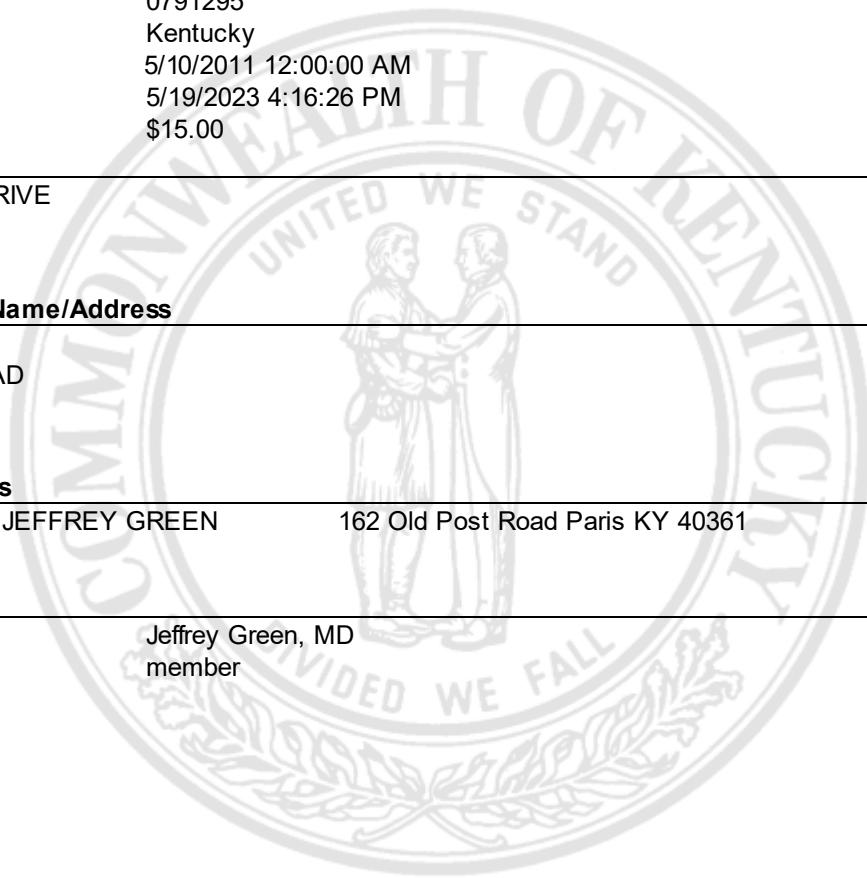 0791295
Kentucky
5/10/2011 12:00:00 AM
5/19/2023 4:16:26 PM
$15.00
RIVE
Name/Address
AD
s
JEFFREY GREEN 162 Old Post Road Paris KY 40361
Jeffrey Green, MD
member
COMMONWEALTH OF KENTUCKY
UNITED WE STAND
DIVIDED WE FALL